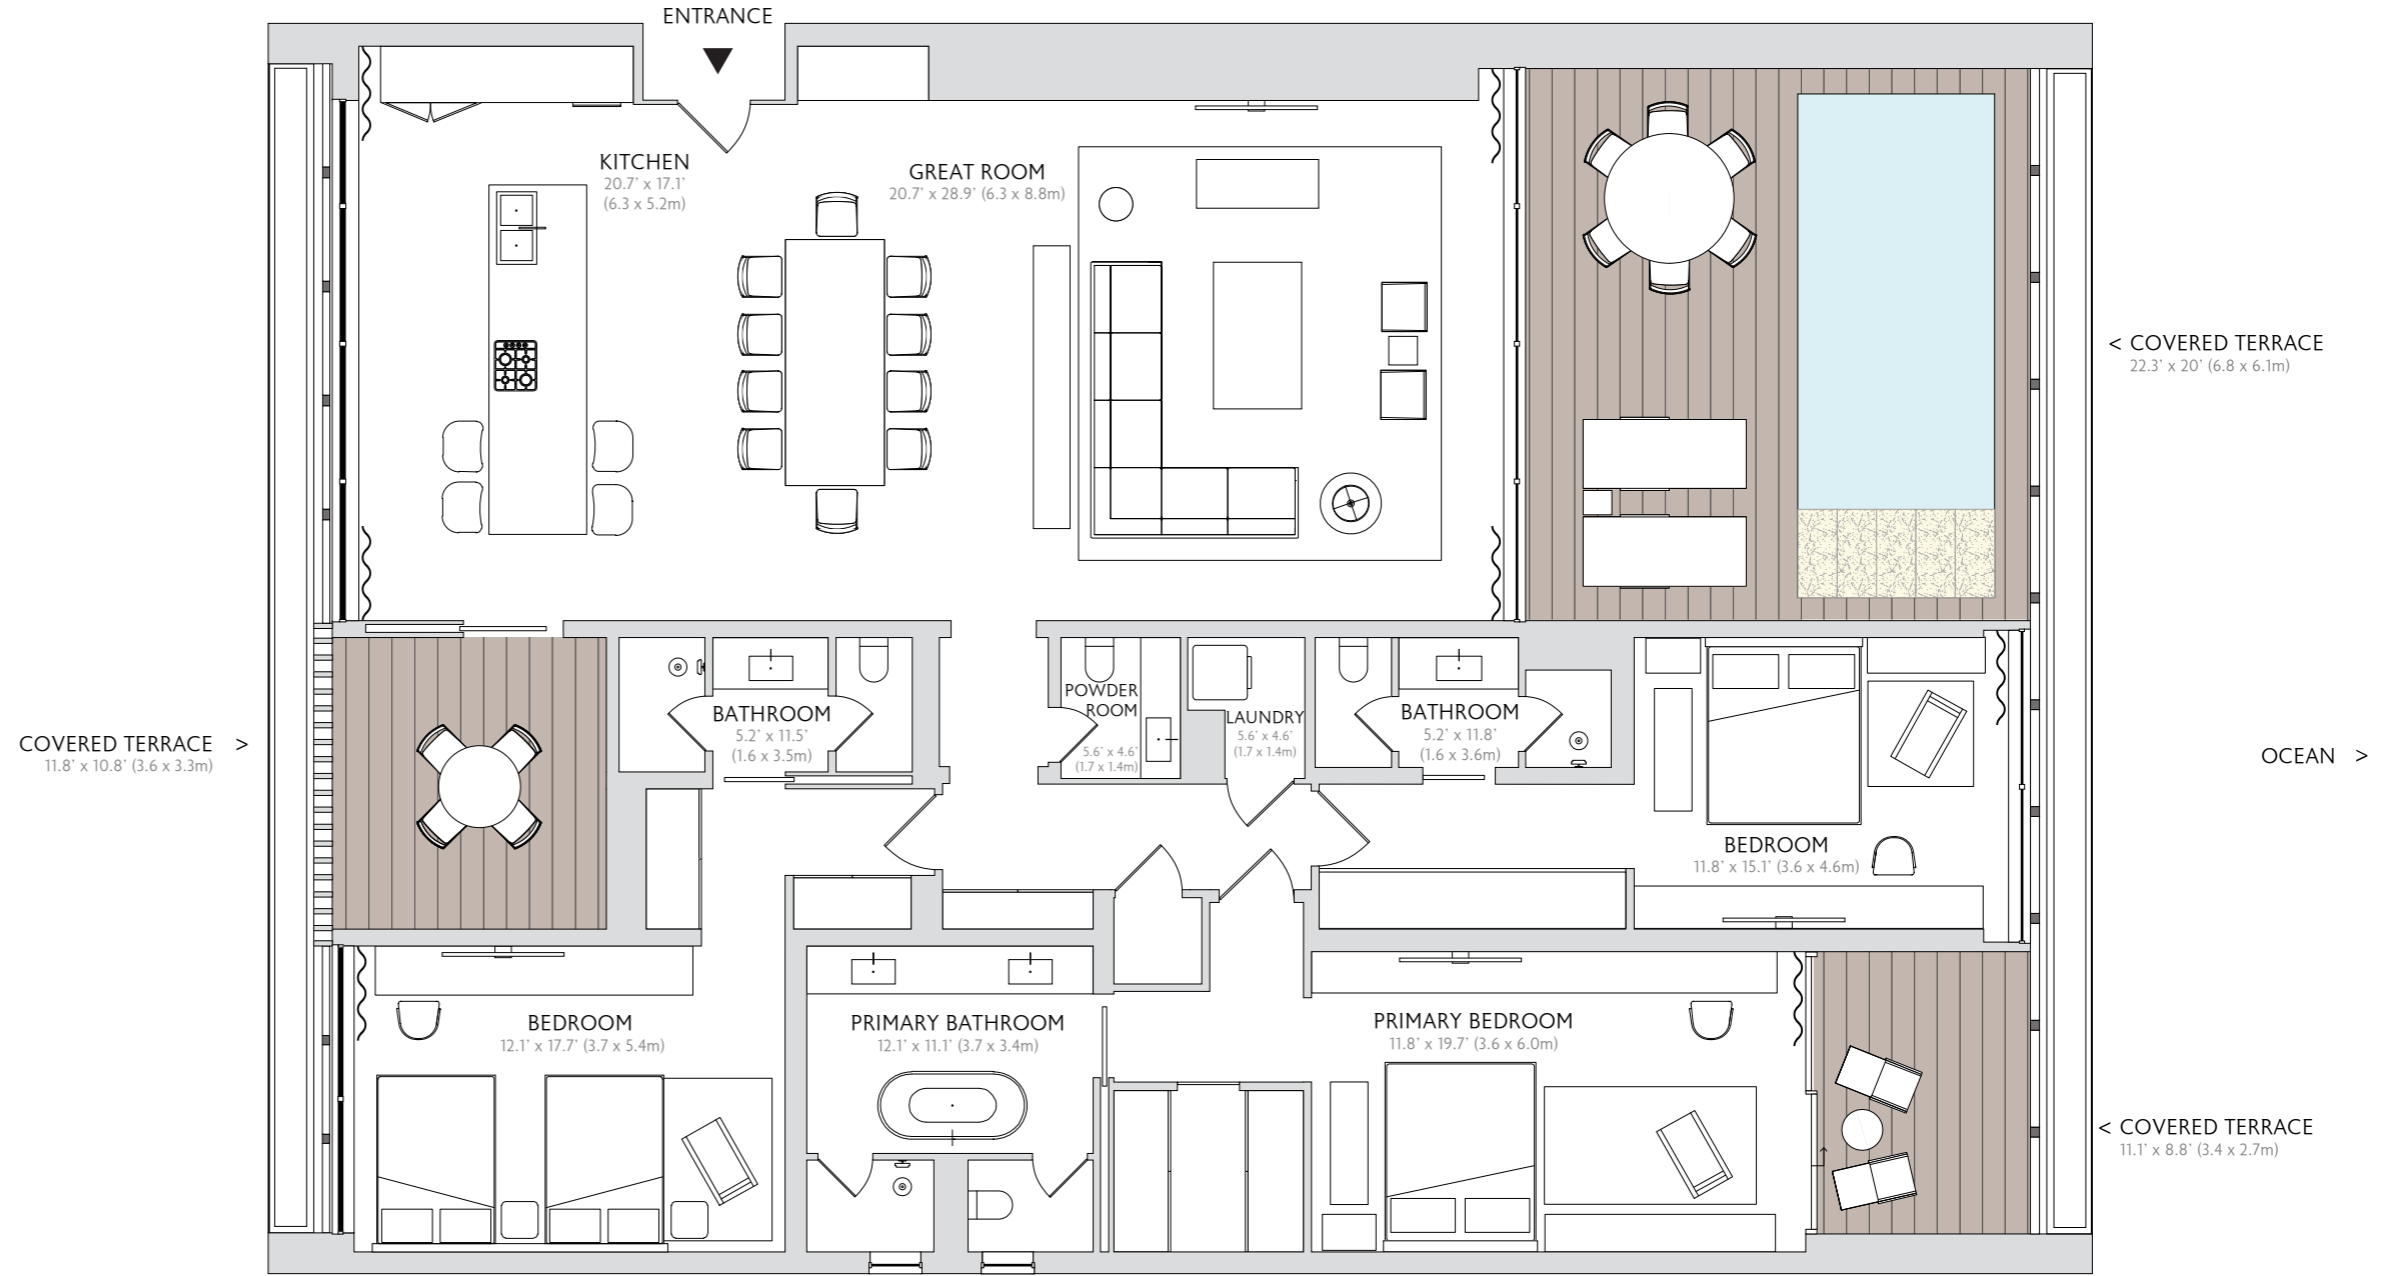 ENTRANCE
KITCHEN
20.7’ x 17.1’
(6.3 x 5.2m)
GREAT ROOM
20.7’ x 28.9’ (6.3 x 8.8m)
< COVERED TERRACE
22.3’ x 20’ (6.8 x 6.1m)
COVERED TERRACE >
11.8’ x 10.8’ (3.6 x 3.3m)
BATHROOM
5.2’ x 11.5’
(1.6 x 3.5m)
POWDER
ROOM
5.6’ x 4.6’
(1.7 x 1.4m)
LAUNDRY
5.6’ x 4.6’
(1.7 x 1.4m)
BATHROOM
5.2’ x 11.8’
(1.6 x 3.6m)
BEDROOM
11.8’ x 15.1’ (3.6 x 4.6m)
OCEAN >
BEDROOM
12.1’ x 17.7’ (3.7 x 5.4m)
PRIMARY BATHROOM
12.1’ x 11.1’ (3.7 x 3.4m)
PRIMARY BEDROOM
11.8’ x 19.7’ (3.6 x 6.0m)
< COVERED TERRACE
11.1’ x 8.8’ (3.4 x 2.7m)